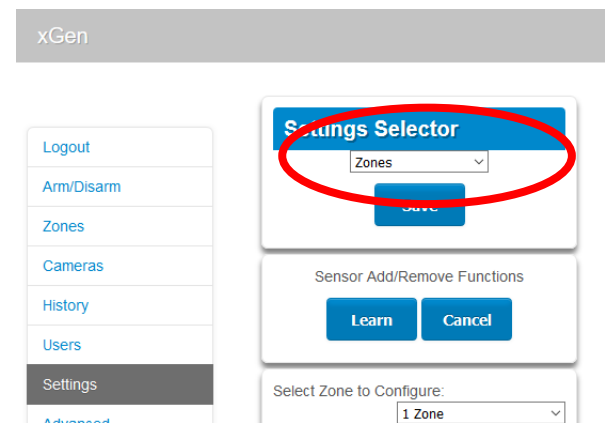 xGen
Settings Selector
Zones
Save
Logout
Arm/Disarm
Zones
Cameras
History
Users
Settings
Advanced
Sensor Add/Remove Functions
Learn Cancel
Select Zone to Configure:
1 Zone